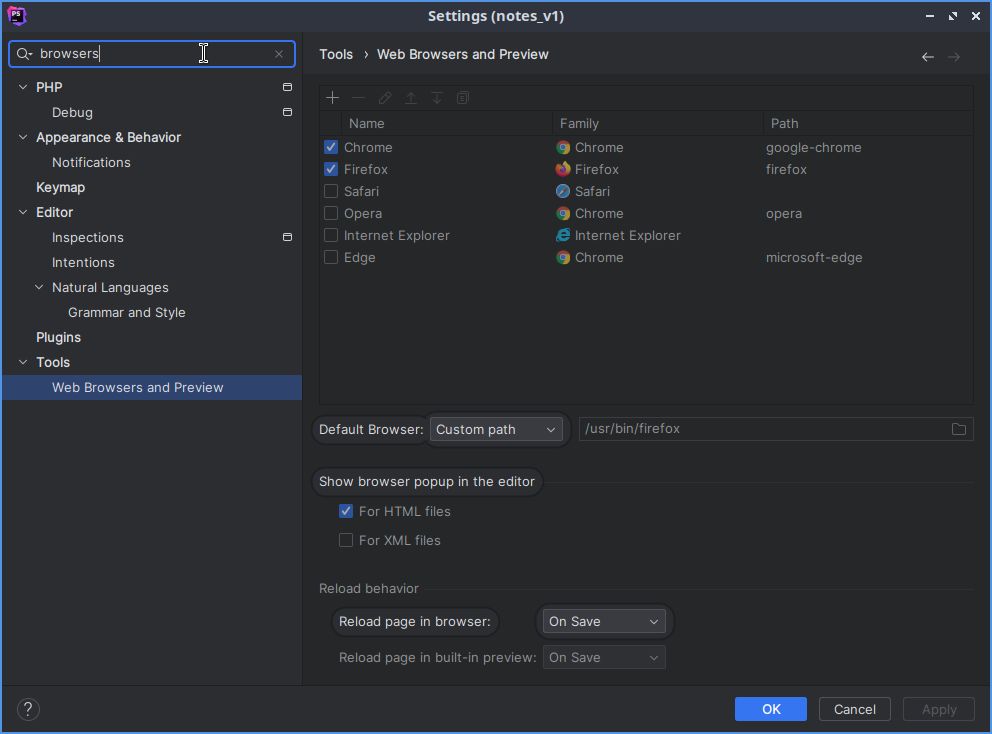 Settings (notes_v1)
browsers
PHP
Debug
Appearance & Behavior
Notifications
Keymap
Editor
Inspections
Intentions
Natural Languages
Grammar and Style
Plugins
Tools
Web Browsers and Preview
Tools › Web Browsers and Preview
Name Family Path
Chrome Chrome google-chrome
Firefox Firefox firefox
Safari Safari
Opera Chrome opera
Internet Explorer Internet Explorer
Edge Chrome microsoft-edge
Default Browser: Custom path /usr/bin/firefox
Show browser popup in the editor
For HTML files
For XML files
Reload behavior
Reload page in browser: On Save
Reload page in built-in preview: On Save
? OK Cancel Apply